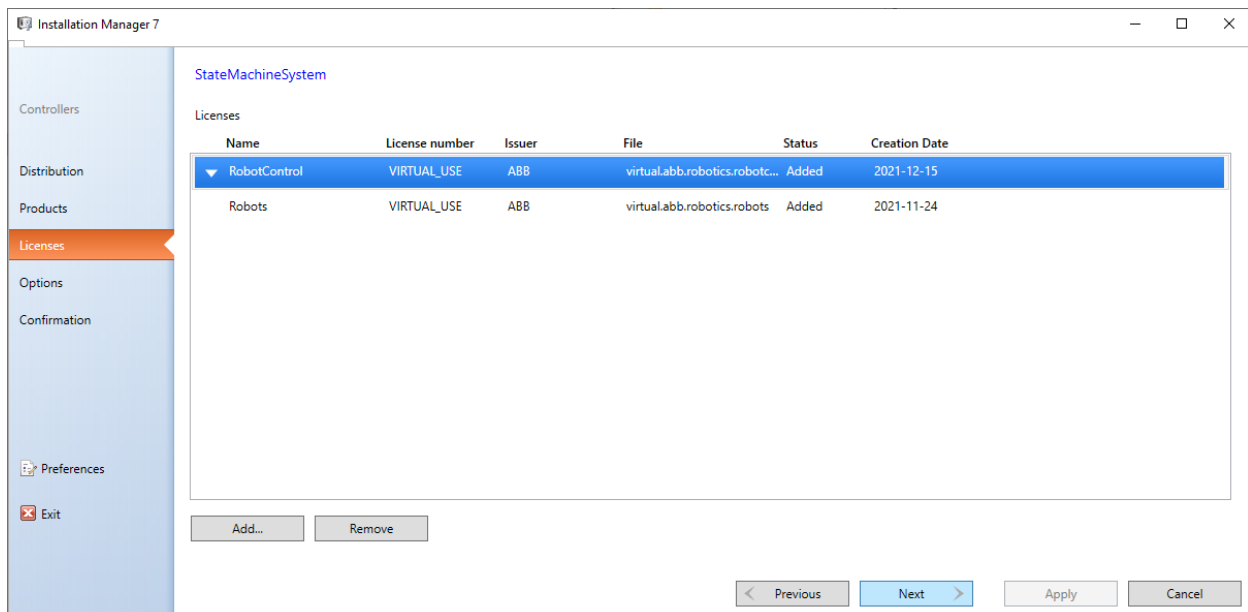 Installation Manager 7
StateMachineSystem
Controllers
Licenses
Name License number Issuer File Status Creation Date
Distribution
RobotControl VIRTUAL_USE ABB virtual.abb.robotics.robotc... Added 2021-12-15
Products
Robots VIRTUAL_USE ABB virtual.abb.robotics.robots Added 2021-11-24
Licenses
Options
Confirmation
Preferences
Exit
Add... Remove
Previous Next Apply Cancel